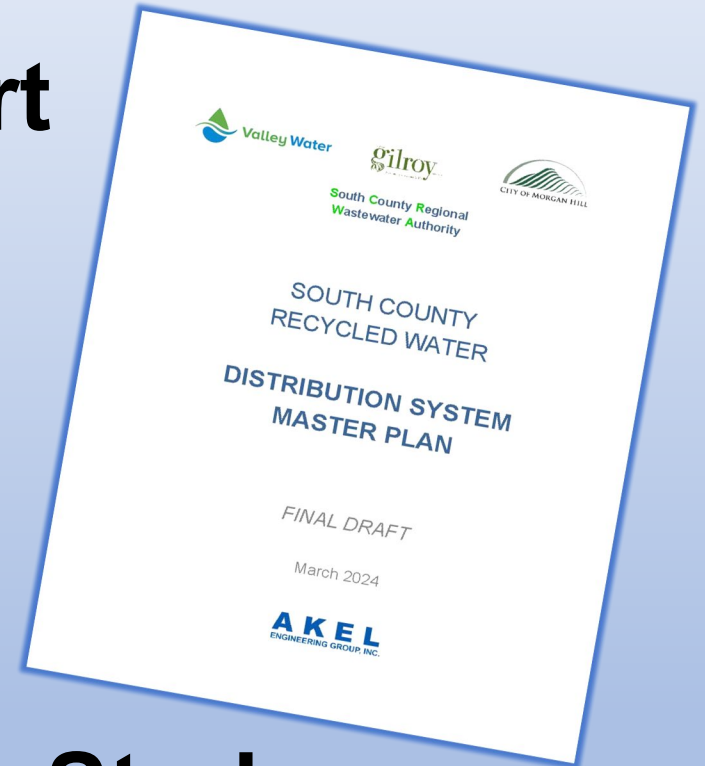 rt
Valley Water
gilroy
CITY OF MORGAN HILL
South County Regional
Wastewater Authority
SOUTH COUNTY
RECYCLED WATER
DISTRIBUTION SYSTEM
MASTER PLAN
FINAL DRAFT
March 2024
AKEL
ENGINEERING GROUP, INC.